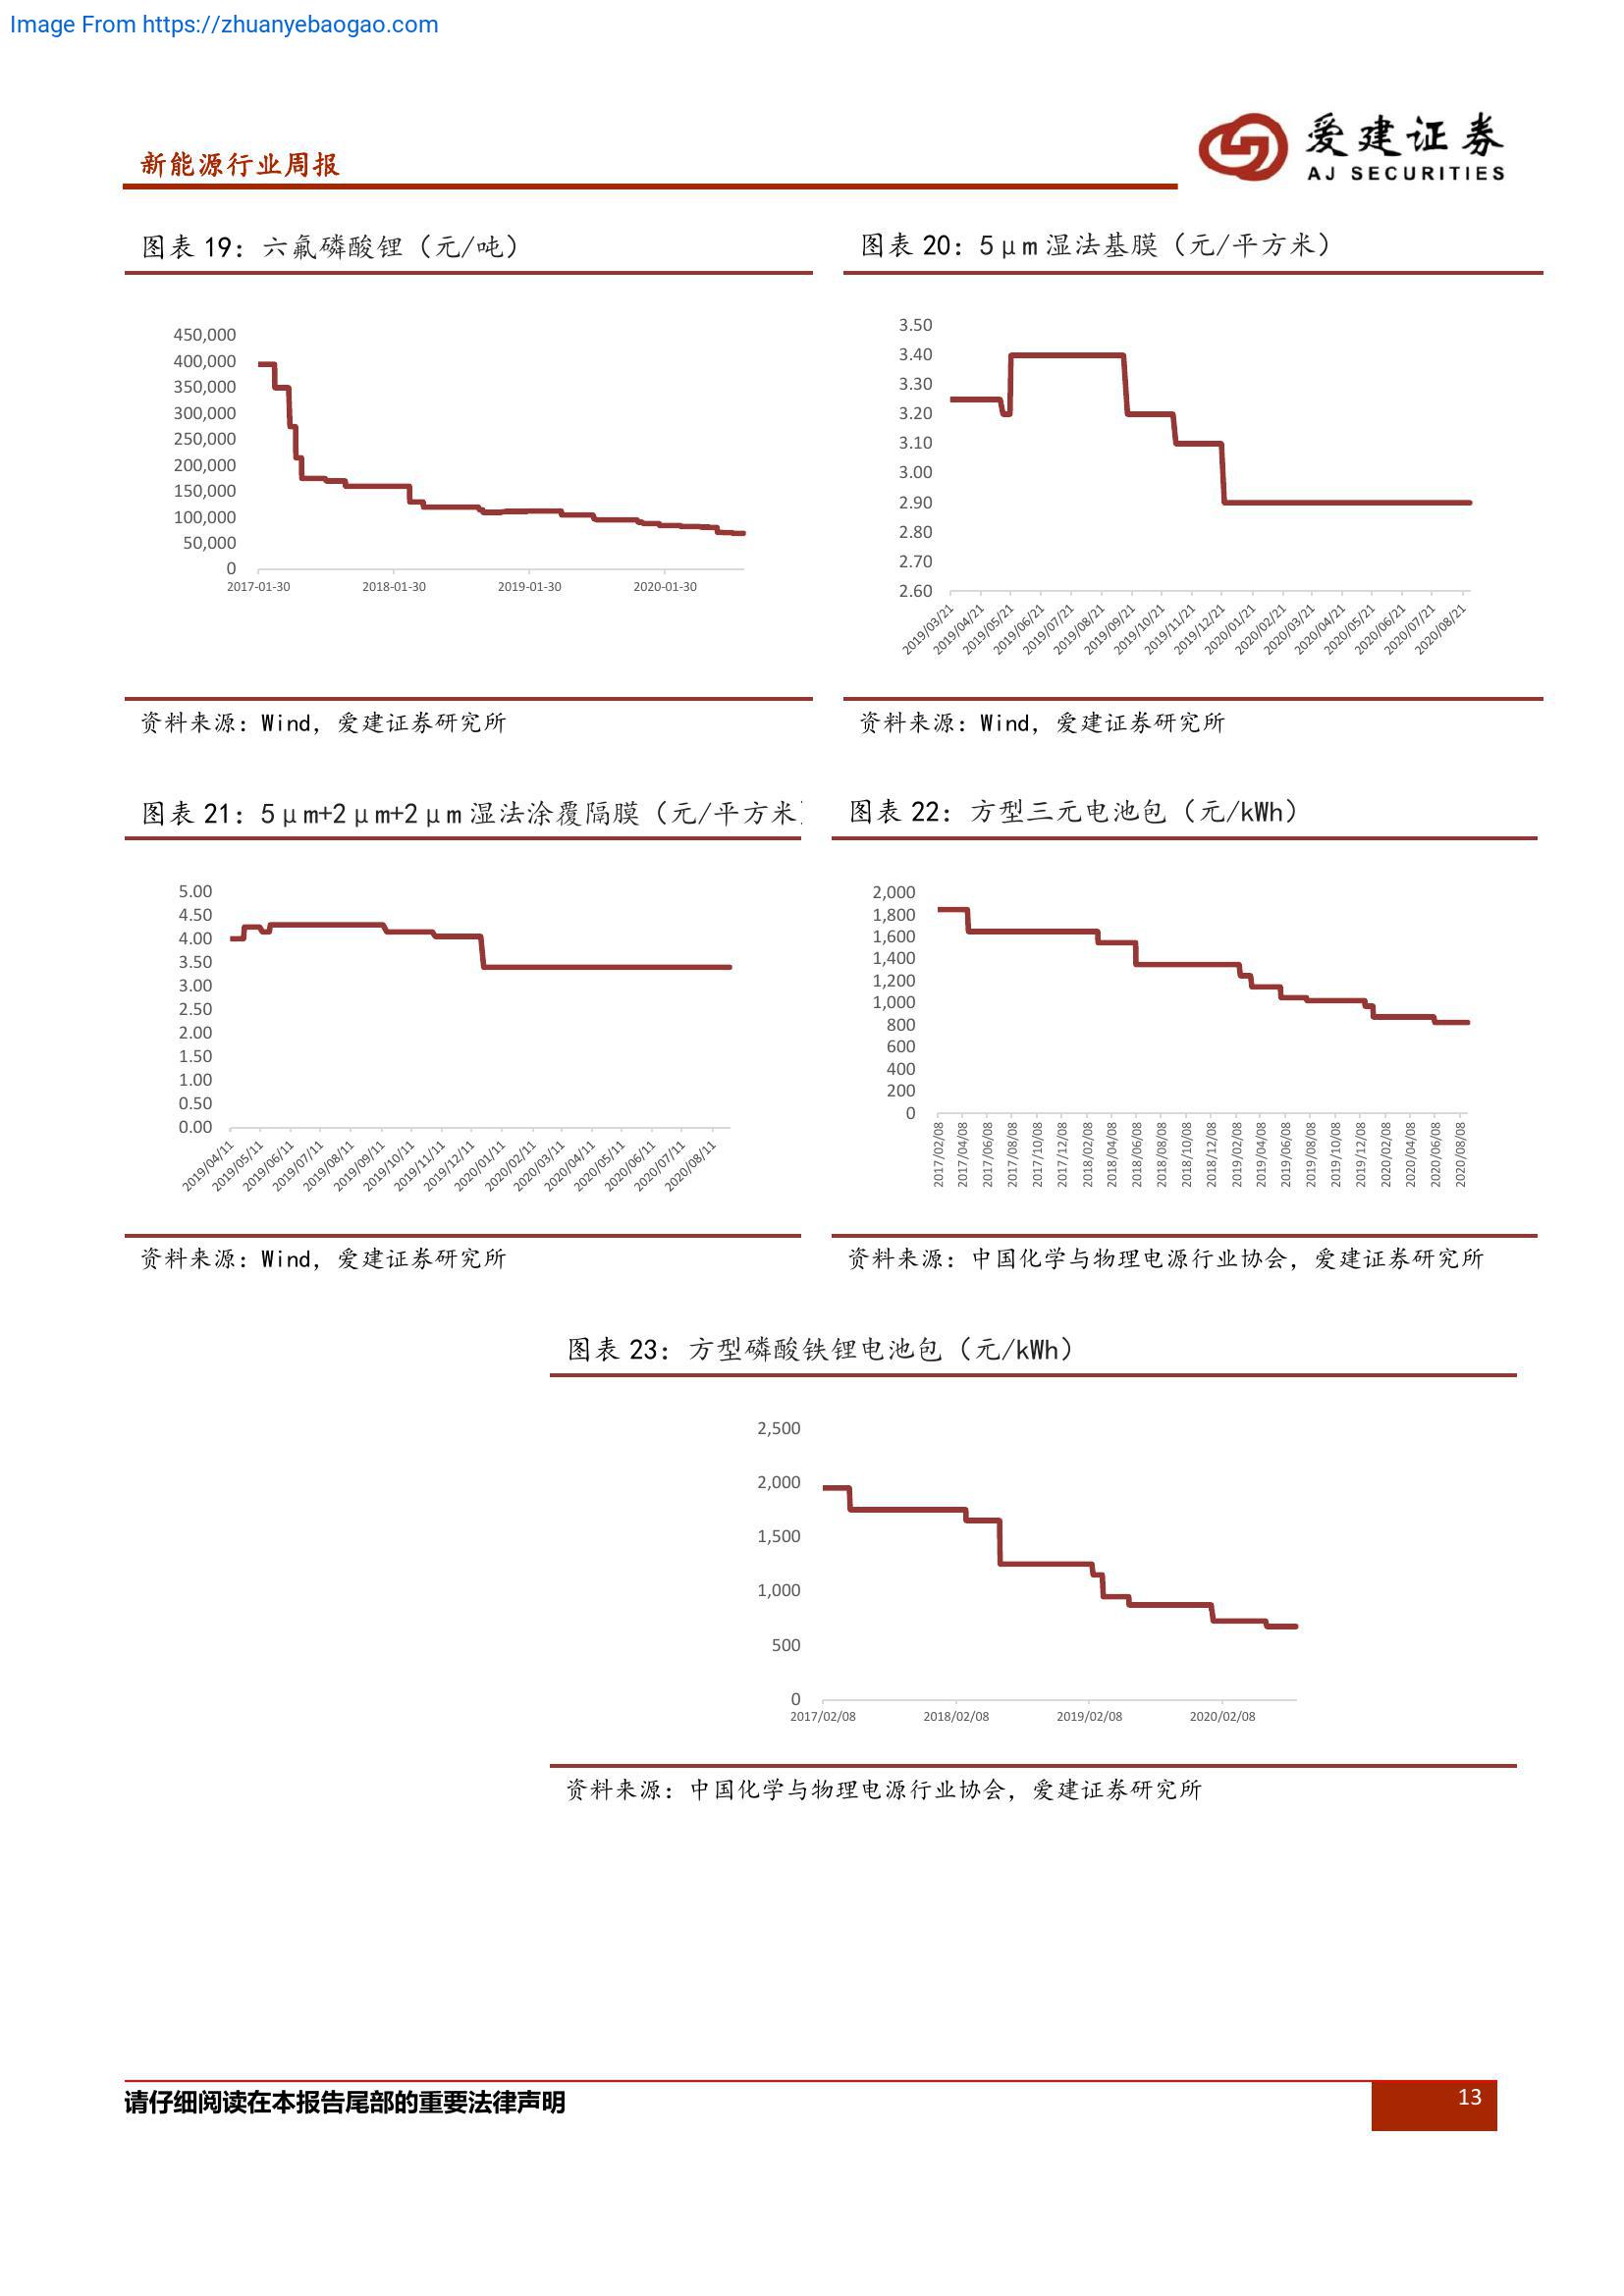 Image From https://zhuanyebaogao.com
爱建证券
AJ SECURITIES
新能源行业周报
图表 19：六氟磷酸锂（元/吨）
450,000
400,000
350,000
300,000
250,000
200,000
150,000
100,000
50,000
0
2017-01-30 2018-01-30 2019-01-30 2020-01-30
资料来源：Wind，爱建证券研究所
图表 20：5μm 湿法基膜（元/平方米）
3.50
3.40
3.30
3.20
3.10
3.00
2.90
2.80
2.70
2.60
2019/03/21 2019/04/21 2019/05/21 2019/06/21 2019/07/21 2019/08/21 2019/09/21 2019/10/21 2019/11/21 2019/12/21 2020/01/21 2020/02/21 2020/03/21 2020/04/21 2020/05/21 2020/06/21 2020/07/21 2020/08/21
资料来源：Wind，爱建证券研究所
图表 21：5μm+2μm+2μm 湿法涂覆隔膜（元/平方米
5.00
4.50
4.00
3.50
3.00
2.50
2.00
1.50
1.00
0.50
0.00
2019/04/11 2019/05/11 2019/06/11 2019/07/11 2019/08/11 2019/09/11 2019/10/11 2019/11/11 2019/12/11 2020/01/11 2020/02/11 2020/03/11 2020/04/11 2020/05/11 2020/06/11 2020/07/11 2020/08/11
资料来源：Wind，爱建证券研究所
图表 22：方型三元电池包（元/kWh）
2,000
1,800
1,600
1,400
1,200
1,000
800
600
400
200
0
2017/02/08 2017/04/08 2017/06/08 2017/08/08 2017/10/08 2017/12/08 2018/02/08 2018/04/08 2018/06/08 2018/08/08 2018/10/08 2018/12/08 2019/02/08 2019/04/08 2019/06/08 2019/08/08 2019/10/08 2019/12/08 2020/02/08 2020/04/08 2020/06/08 2020/08/08
资料来源：中国化学与物理电源行业协会，爱建证券研究所
图表 23：方型磷酸铁锂电池包（元/kWh）
2,500
2,000
1,500
1,000
500
0
2017/02/08 2018/02/08 2019/02/08 2020/02/08
资料来源：中国化学与物理电源行业协会，爱建证券研究所
请仔细阅读在本报告尾部的重要法律声明
13